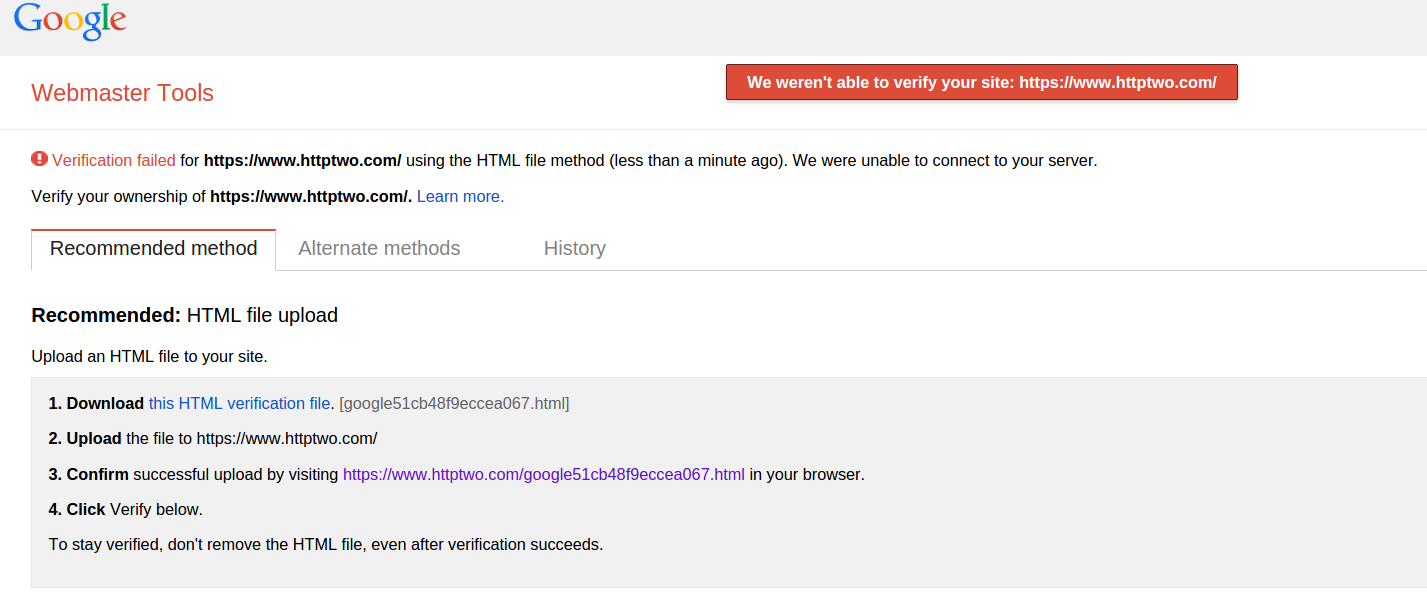 Google
Webmaster Tools
We weren't able to verify your site: https://www.httptwo.com/
Verification failed for https://www.httptwo.com/ using the HTML file method (less than a minute ago). We were unable to connect to your server.
Verify your ownership of https://www.httptwo.com/. Learn more.
Recommended method Alternate methods History
Recommended: HTML file upload
Upload an HTML file to your site.
1. Download this HTML verification file. [google51cb48f9eccea067.html]
2. Upload the file to https://www.httptwo.com/
3. Confirm successful upload by visiting https://www.httptwo.com/google51cb48f9eccea067.html in your browser.
4. Click Verify below.
To stay verified, don't remove the HTML file, even after verification succeeds.